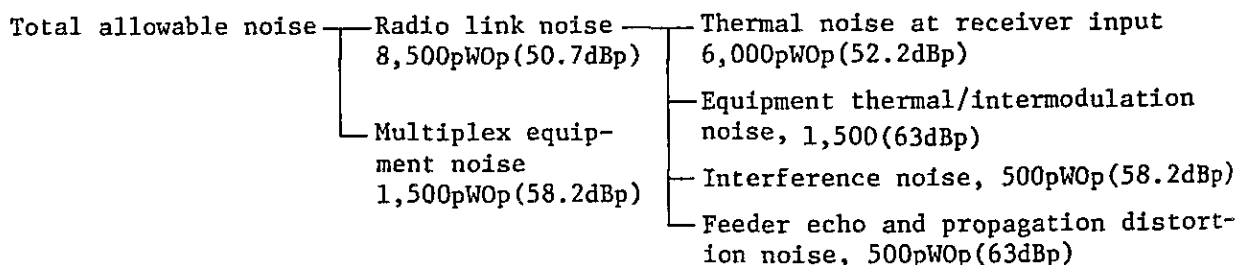 Total allowable noise
Radio link noise
8,500pWOp(50.7dBp)
Multiplex equip-
ment noise
1,500pWOp(58.2dBp)
Thermal noise at receiver input
6,000pWOp(52.2dBp)
Equipment thermal/intermodulation
noise, 1,500(63dBp)
Interference noise, 500pWOp(58.2dBp)
Feeder echo and propagation distort-
ion noise, 500pWOp(63dBp)